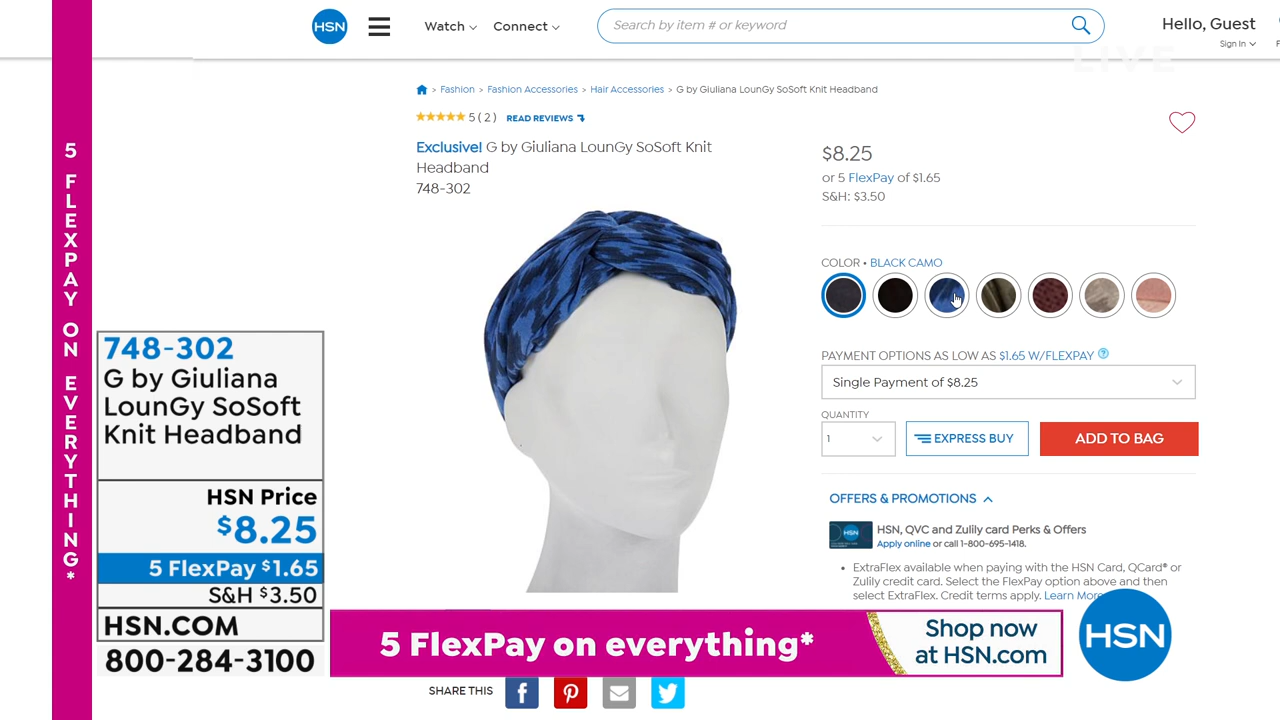 HSN
Watch
Connect
Search by item # or keyword
Hello, Guest
Sign In
LIVE
> Fashion > Fashion Accessories > Hair Accessories > G by Giuliana LounGy SoSoft Knit Headband
5 ( 2 ) READ REVIEWS
Exclusive! G by Giuliana LounGy SoSoft Knit
Headband
748-302
$8.25
or 5 FlexPay of $1.65
S&H: $3.50
COLOR • BLACK CAMO
PAYMENT OPTIONS AS LOW AS $1.65 W/FLEXPAY ?
Single Payment of $8.25
QUANTITY
1
EXPRESS BUY
ADD TO BAG
OFFERS & PROMOTIONS
HSN
HSN, QVC and Zulily card Perks & Offers
Apply online or call 1-800-695-1418.
• ExtraFlex available when paying with the HSN Card, QCard® or
Zulily credit card. Select the FlexPay option above and then
select ExtraFlex. Credit terms apply. Learn More
5 FLEXPAY ON EVERYTHING*
748-302
G by Giuliana
LounGy SoSoft
Knit Headband
HSN Price
$8.25
5 FlexPay $1.65
S&H $3.50
HSN.COM
800-284-3100
5 FlexPay on everything*
Shop now
at HSN.com
HSN
SHARE THIS